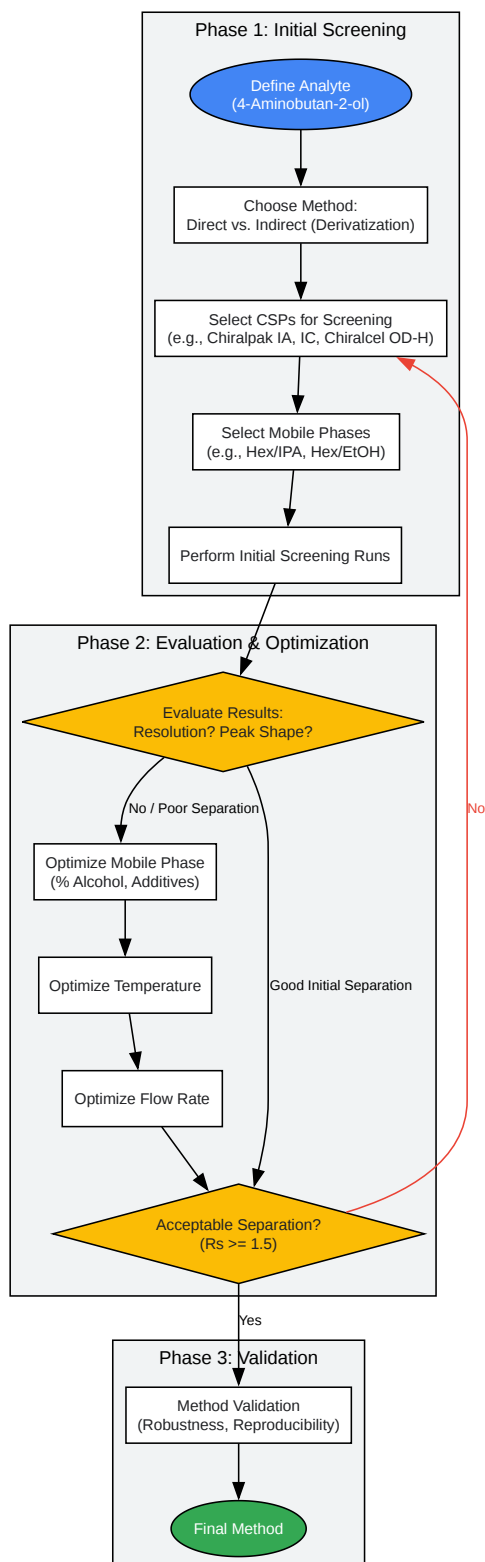 Phase 1: Initial Screening
Define Analyte
(4-Aminobutan-2-ol)
Choose Method:
Direct vs. Indirect (Derivatization)
Select CSPs for Screening
(e.g., Chiralpak IA, IC, Chiralcel OD-H)
Select Mobile Phases
(e.g., Hex/IPA, Hex/EtOH)
Perform Initial Screening Runs
Phase 2: Evaluation & Optimization
Evaluate Results:
Resolution? Peak Shape?
No / Poor Separation
No
Optimize Mobile Phase
(% Alcohol, Additives)
Optimize Temperature
Good Initial Separation
Optimize Flow Rate
Acceptable Separation?
(Rs >= 1.5)
Yes
Phase 3: Validation
Method Validation
(Robustness, Reproducibility)
Final Method